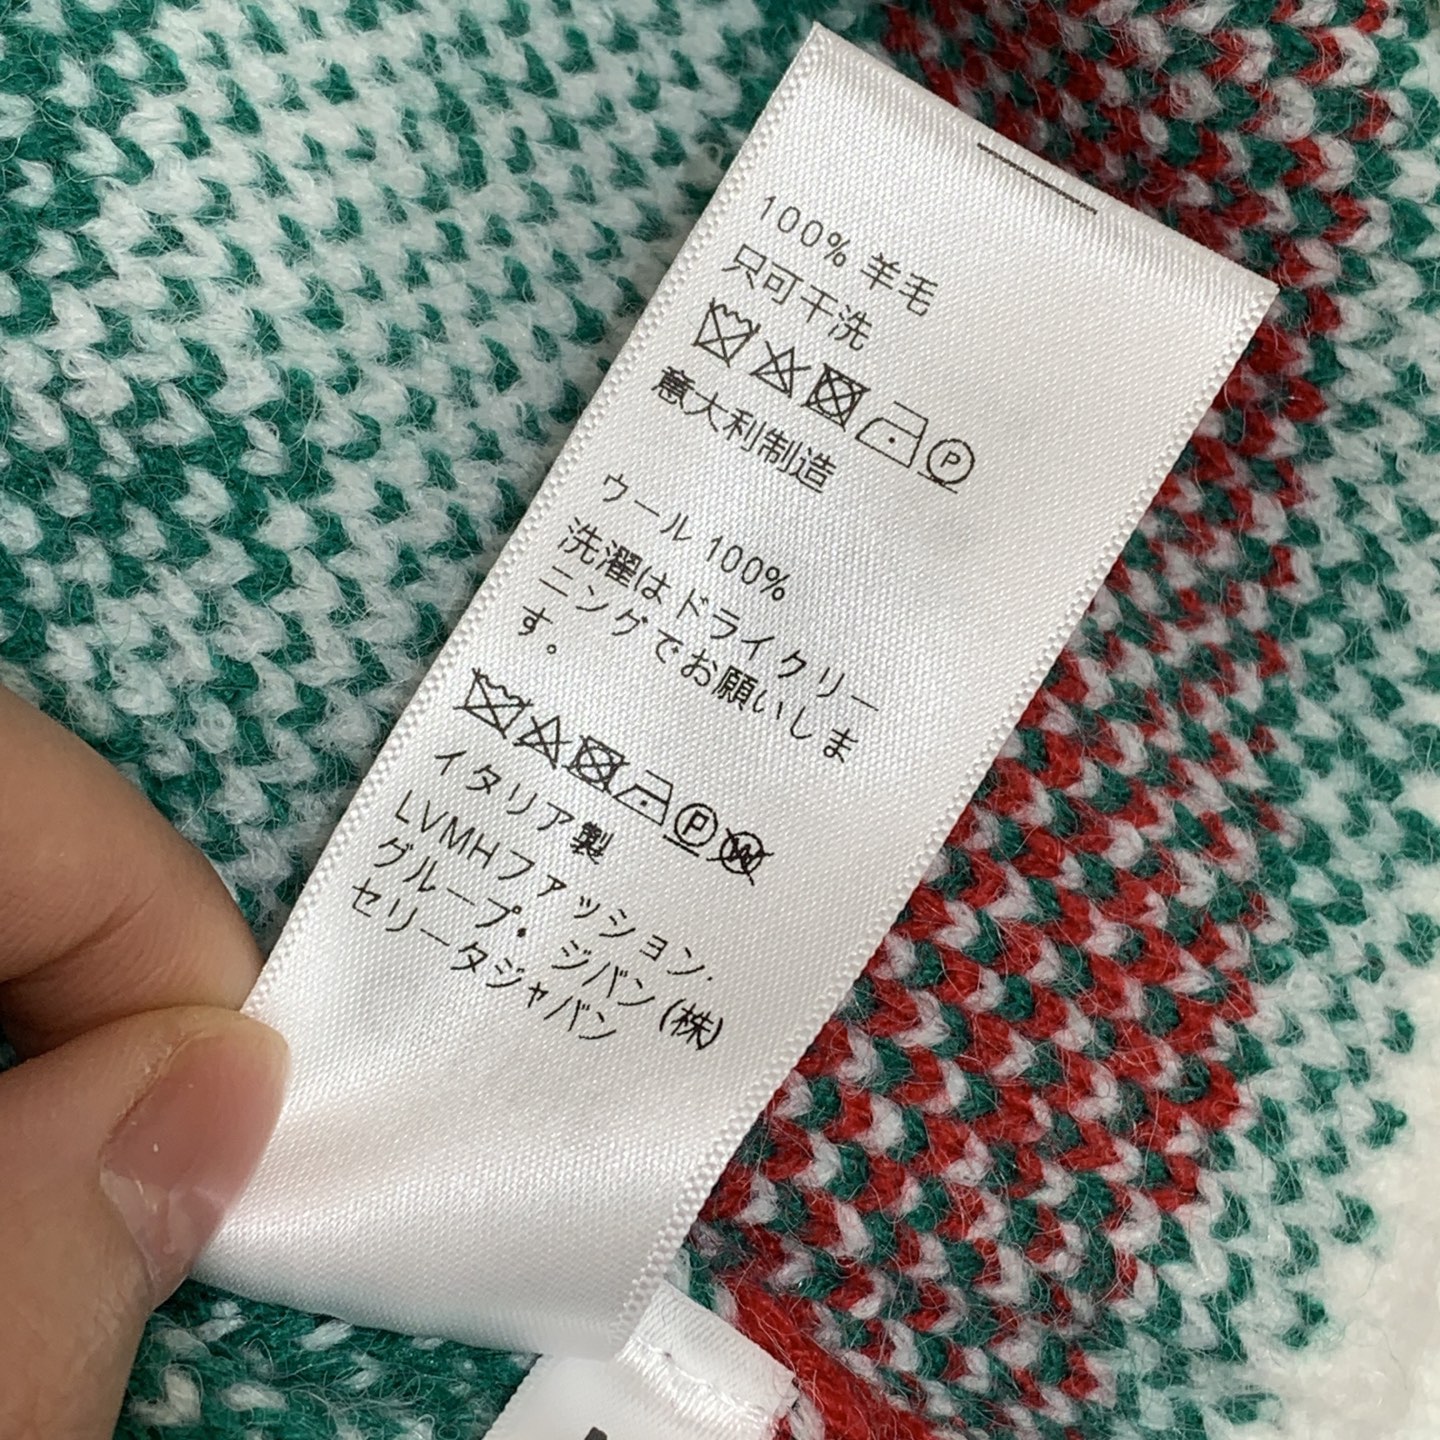 100% 羊毛
只可干洗
P
意大利制造
ウール 100%
洗濯はドライクリー
ニングでお願いしま
す。
P W
イタリア製
LVMHファッション.
グループ・ジバン(株)
セリータジャバン